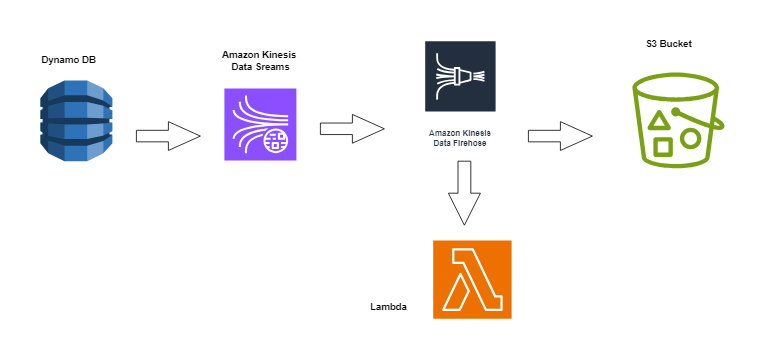 Dynamo DB
Amazon Kinesis
Data Sreams
Amazon Kinesis
Data Firehose
S3 Bucket
Lambda